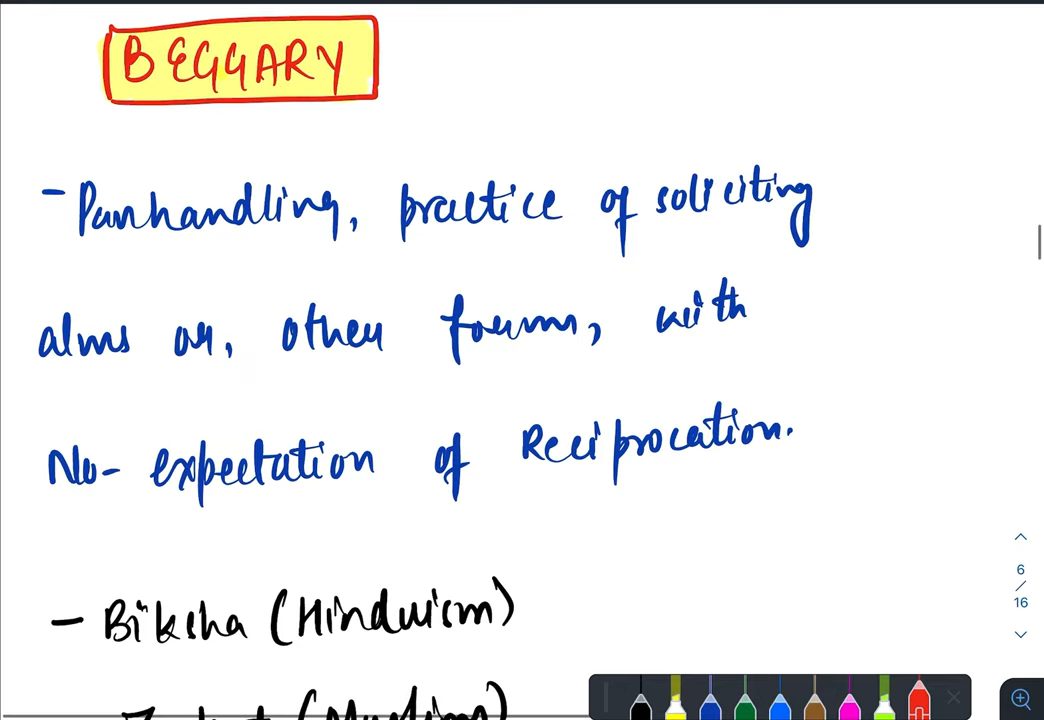 BEGGARY
- Panhandling, practice of soliciting
alms or, other forms, with
No- expectation of Reciprocation.
- Biksha (Hinduism)
6
/
16